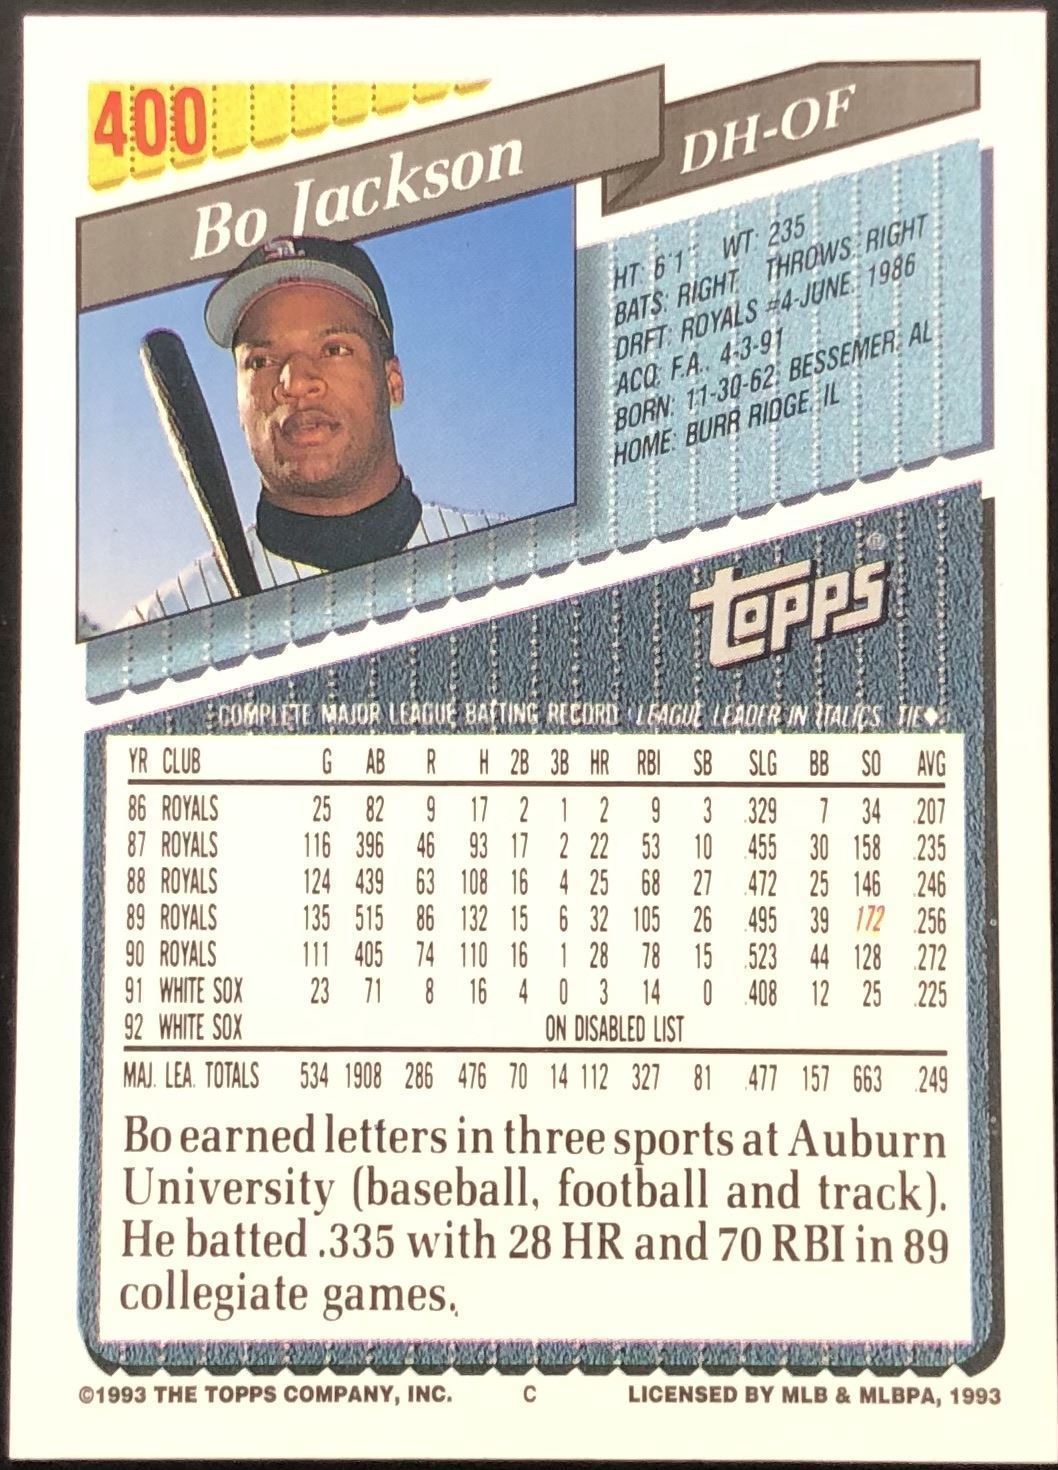 400
Bo Jackson
DH-OF
HT: 6'1" WT: 235
BATS: RIGHT THROWS: RIGHT
DRFT: ROYALS #4-JUNE, 1986
ACQ: F.A., 4-3-91
BORN: 11-30-62, BESSEMER, AL
HOME: BURR RIDGE, IL
Topps®
COMPLETE MAJOR LEAGUE BATTING RECORD (LEAGUE LEADER IN ITALICS, TIE◆)
YR CLUB G AB R H 2B 3B HR RBI SB SLG BB SO AVG
86 ROYALS 25 82 9 17 2 1 2 9 3 .329 7 34 .207
87 ROYALS 116 396 46 93 17 2 22 53 10 .455 30 158 .235
88 ROYALS 124 439 63 108 16 4 25 68 27 .472 25 146 .246
89 ROYALS 135 515 86 132 15 6 32 105 26 .495 39 172 .256
90 ROYALS 111 405 74 110 16 1 28 78 15 .523 44 128 .272
91 WHITE SOX 23 71 8 16 4 0 3 14 0 .408 12 25 .225
92 WHITE SOX ON DISABLED LIST
MAJ. LEA. TOTALS 534 1908 286 476 70 14 112 327 81 .477 157 663 .249
Bo earned letters in three sports at Auburn
University (baseball, football and track).
He batted .335 with 28 HR and 70 RBI in 89
collegiate games.
©1993 THE TOPPS COMPANY, INC. C LICENSED BY MLB & MLBPA, 1993